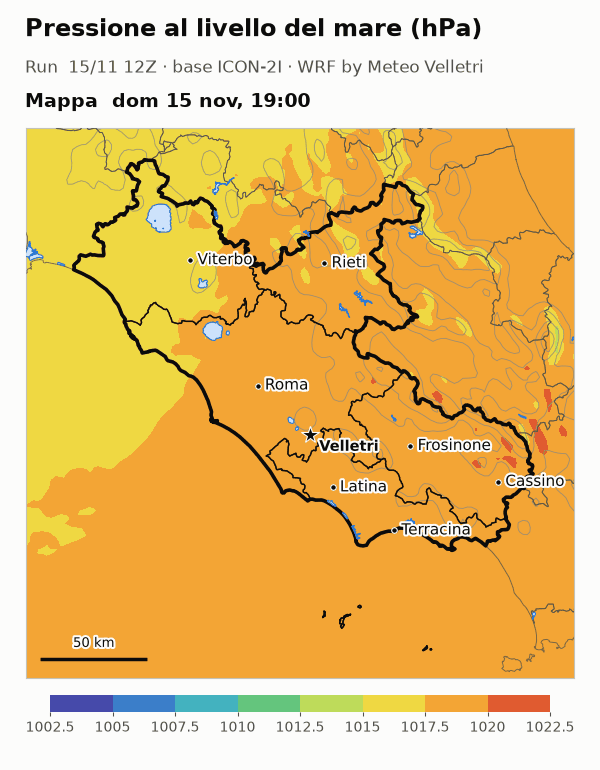 Pressione al livello del mare (hPa)
Run  15/11 12Z · base ICON-2I · WRF by Meteo Velletri
Mappa  dom 15 nov, 19:00
Viterbo
Rieti
Roma
Velletri
Frosinone
Cassino
Latina
Terracina
50 km
1002.5 1005 1007.5 1010 1012.5 1015 1017.5 1020 1022.5